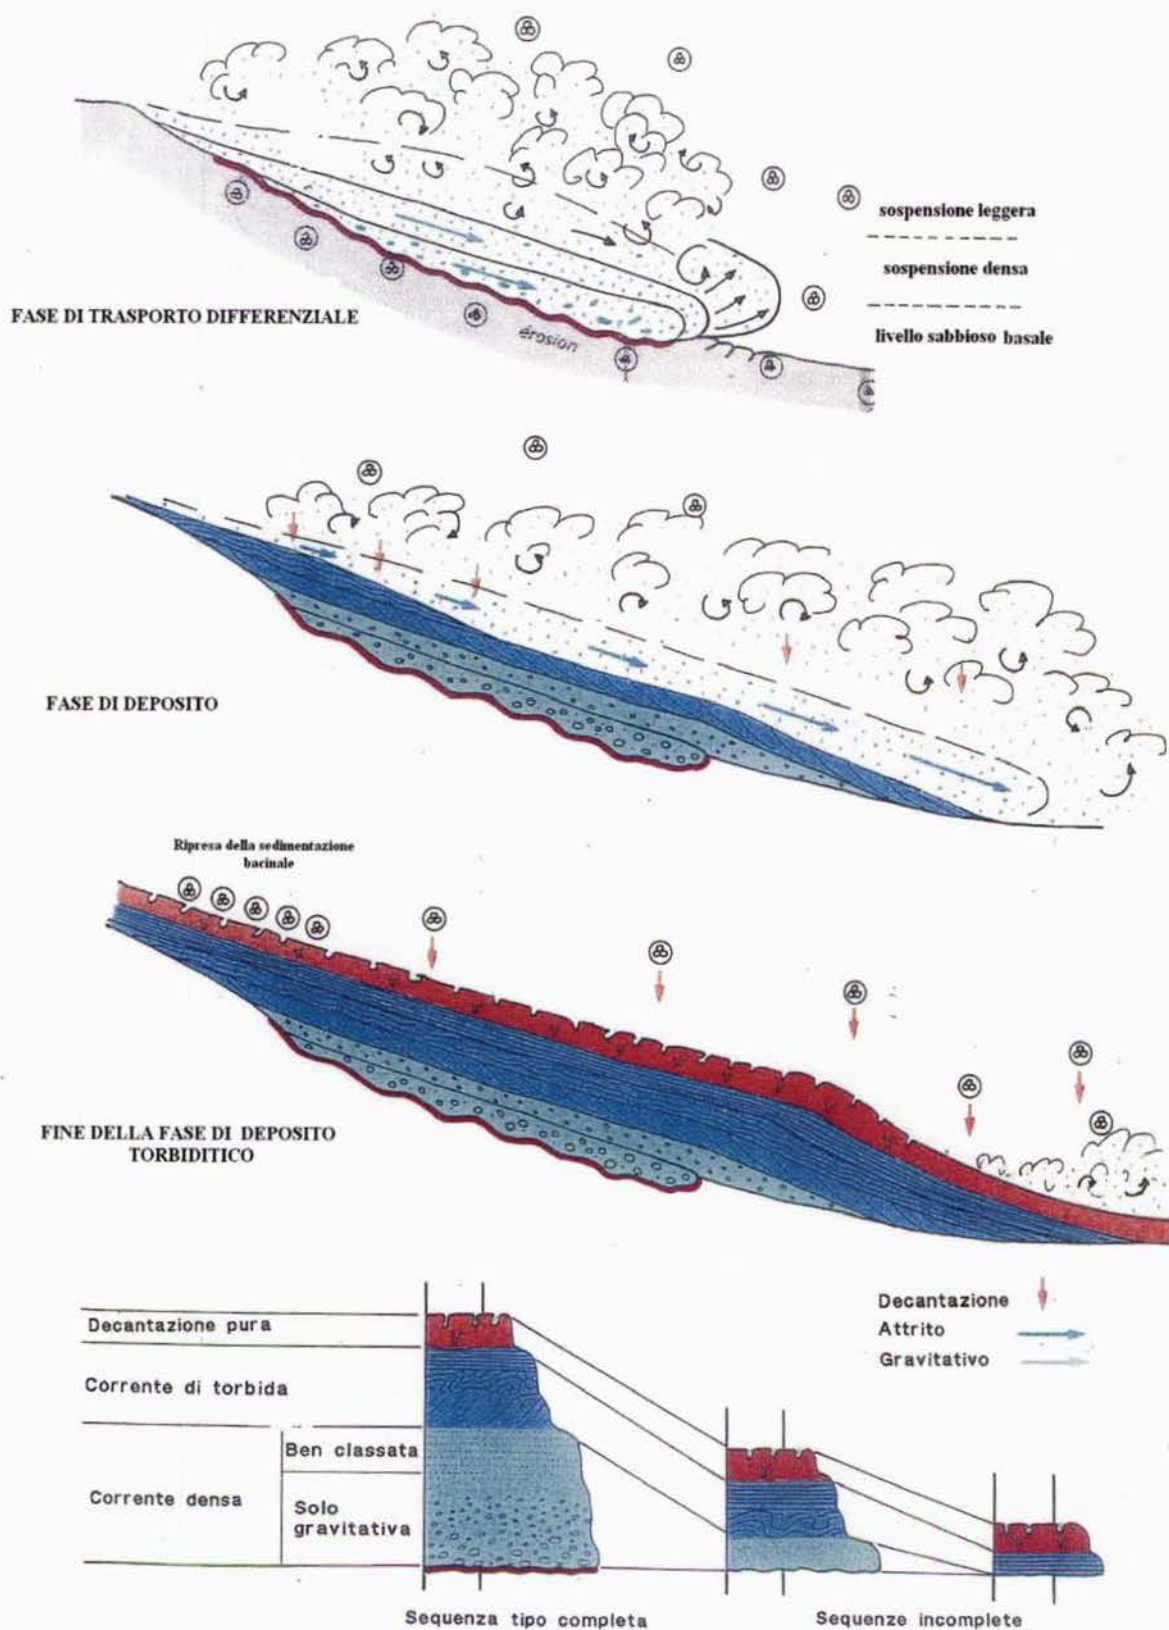 sospensione leggera
sospensione densa
livello sabbioso basale
FASE DI TRASPORTO DIFFERENZIALE
érosion
FASE DI DEPOSITO
Ripresa della sedimentazione
bacinale
FINE DELLA FASE DI DEPOSITO
TORBIDITICO
Decantazione
Attrito
Gravitativo
Decantazione pura
Corrente di torbida
Ben classata
Corrente densa
Solo
gravitativa
Sequenza tipo completa
Sequenze incomplete